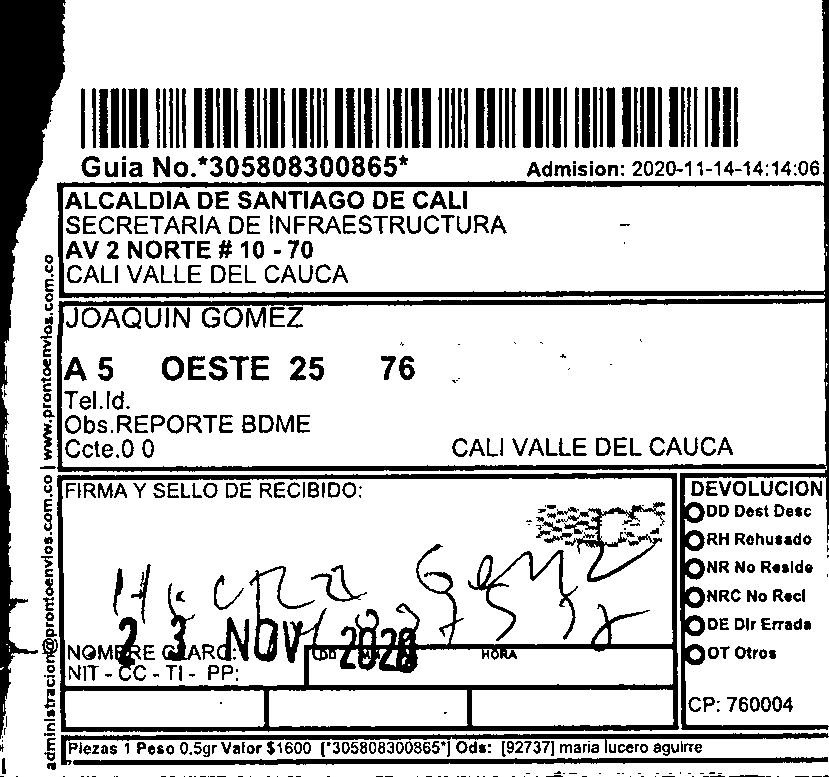 Guia No.*305808300865*
Admision: 2020-11-14-14:14:06
ALCALDIA DE SANTIAGO DE CALI
SECRETARIA DE INFRAESTRUCTURA
AV 2 NORTE # 10 - 70
CALI VALLE DEL CAUCA
JOAQUIN GOMEZ
A 5 OESTE 25 76
Tel.Id.
Obs.REPORTE BDME
Ccte.0 0
CALI VALLE DEL CAUCA
administracion@prontoenvios.com.co | www.prontoenvios.com.co
FIRMA Y SELLO DE RECIBIDO:
23 NOV 2020
NOMBRE CLARO:
DD
HORA
NIT - CC - TI - PP:
DEVOLUCION
DD Dest Desc
RH Rehusado
NR No Reside
NRC No Recl
DE Dir Errada
OT Otros
CP: 760004
Piezas 1 Peso 0.5gr Valor $1600 [*305808300865*] Ods: [92737] maria lucero aguirre